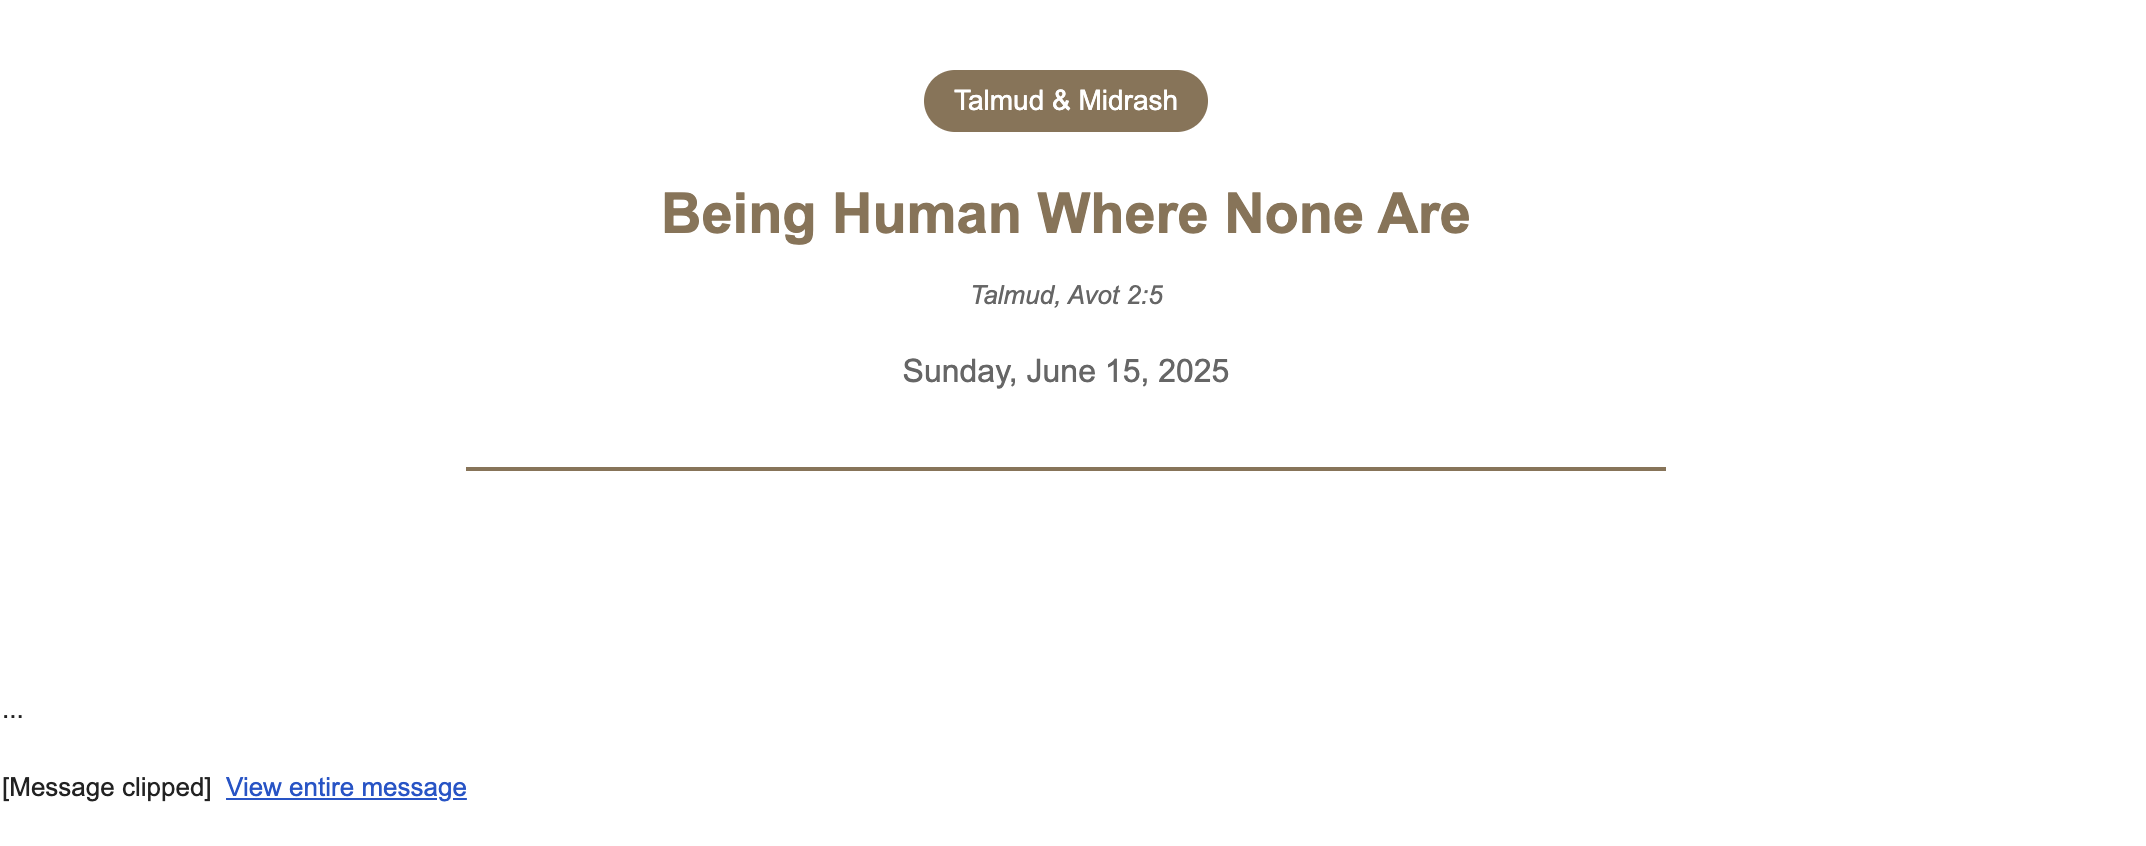 Talmud & Midrash
Being Human Where None Are
Talmud, Avot 2:5
Sunday, June 15, 2025
...
[Message clipped] View entire message